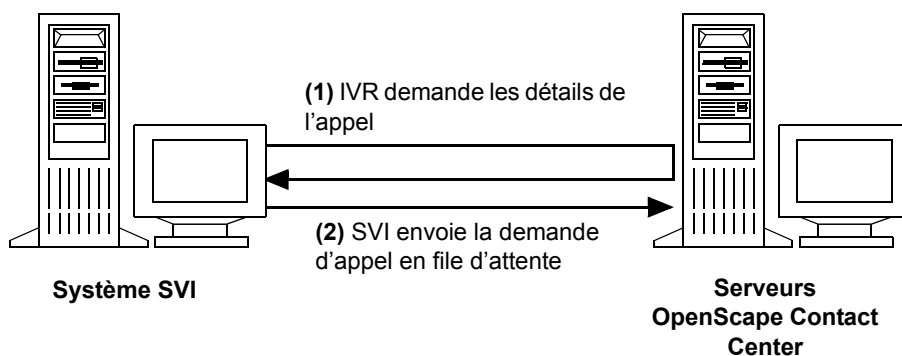 (1) IVR demande les détails de
l'appel
(2) SVI envoie la demande
d'appel en file d'attente
Système SVI
Serveurs
OpenScape Contact
Center